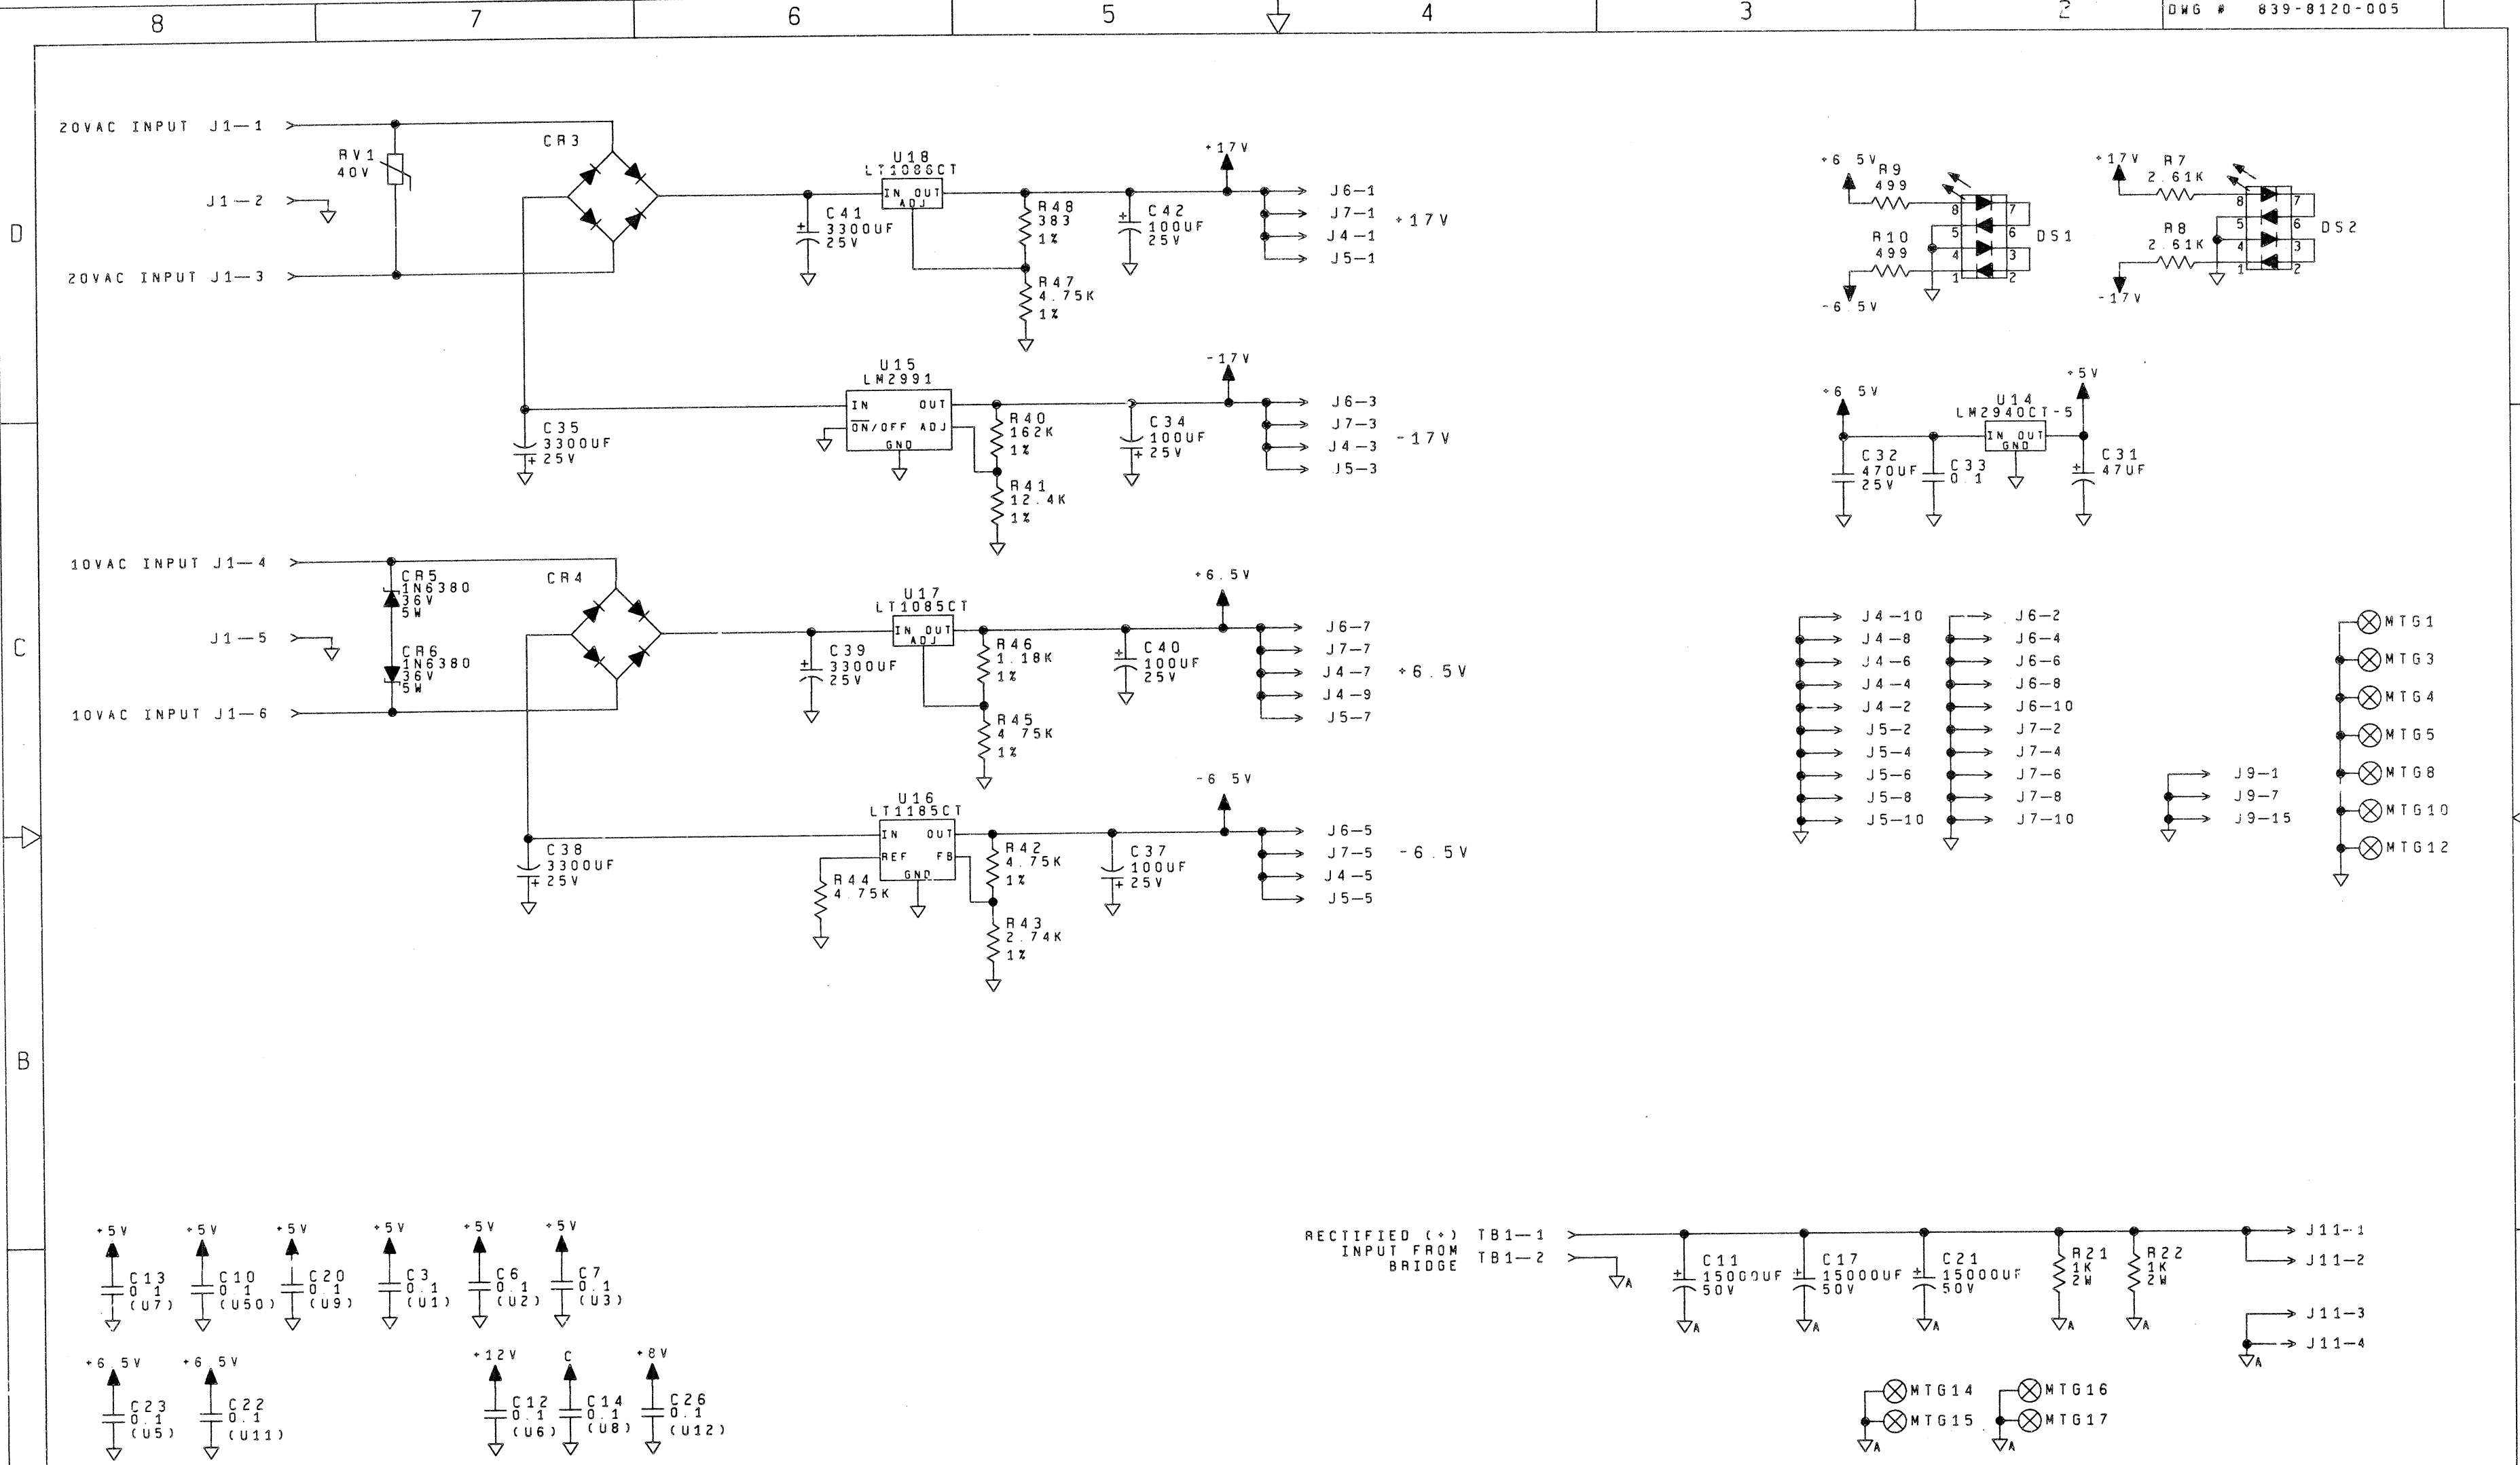 8 7 6 5 4 3 2
DWG # 839-8120-005
D
C
B
20VAC INPUT J1-1
RV1
40V
J1-2
20VAC INPUT J1-3
CR3
C41
3300UF
25V
U18
LT1086CT
IN OUT
ADJ
R48
383
1%
R47
4.75K
1%
C42
100UF
25V
+17V
J6-1
J7-1
J4-1
J5-1
+17V
C35
3300UF
25V
U15
LM2991
IN OUT
ON/OFF ADJ
GND
R40
162K
1%
R41
12.4K
1%
C34
100UF
25V
-17V
J6-3
J7-3
J4-3
J5-3
-17V
10VAC INPUT J1-4
CR5
1N6380
36V
5W
J1-5
CR6
1N6380
36V
5W
10VAC INPUT J1-6
CR4
C39
3300UF
25V
U17
LT1085CT
IN OUT
ADJ
R46
1.18K
1%
R45
4.75K
1%
C40
100UF
25V
+6.5V
J6-7
J7-7
J4-7
J4-9
J5-7
+6.5V
C38
3300UF
25V
U16
LT1185CT
IN OUT
REF FB
GND
R44
4.75K
R42
4.75K
1%
R43
2.74K
1%
C37
100UF
25V
-6 5V
J6-5
J7-5
J4-5
J5-5
-6.5V
+6 5V
R9
499
R10
499
-6 5V
8 7
5 6
4 3
1 2
DS1
+17V
R7
2.61K
R8
2.61K
-17V
8 7
5 6
4 3
1 2
DS2
+6 5V
C32
470UF
25V
C33
0.1
U14
LM2940CT-5
IN OUT
GND
+5V
C31
47UF
J4-10
J4-8
J4-6
J4-4
J4-2
J5-2
J5-4
J5-6
J5-8
J5-10
J6-2
J6-4
J6-6
J6-8
J6-10
J7-2
J7-4
J7-6
J7-8
J7-10
J9-1
J9-7
J9-15
MTG1
MTG3
MTG4
MTG5
MTG8
MTG10
MTG12
+5V
C13
0.1
(U7)
+5V
C10
0.1
(U50)
+5V
C20
0.1
(U9)
+5V
C3
0.1
(U1)
+5V
C6
0.1
(U2)
+5V
C7
0.1
(U3)
+6 5V
C23
0.1
(U5)
+6 5V
C22
0.1
(U11)
+12V
C12
0.1
(U6)
C
C14
0.1
(U8)
+8V
C26
0.1
(U12)
RECTIFIED (+) TB1-1
INPUT FROM TB1-2
BRIDGE
A
C11
15000UF
50V
A
C17
15000UF
50V
A
C21
15000UF
50V
A
R21
1K
2W
A
R22
1K
2W
A
J11-1
J11-2
J11-3
J11-4
A
MTG14
MTG15
A
MTG16
MTG17
A